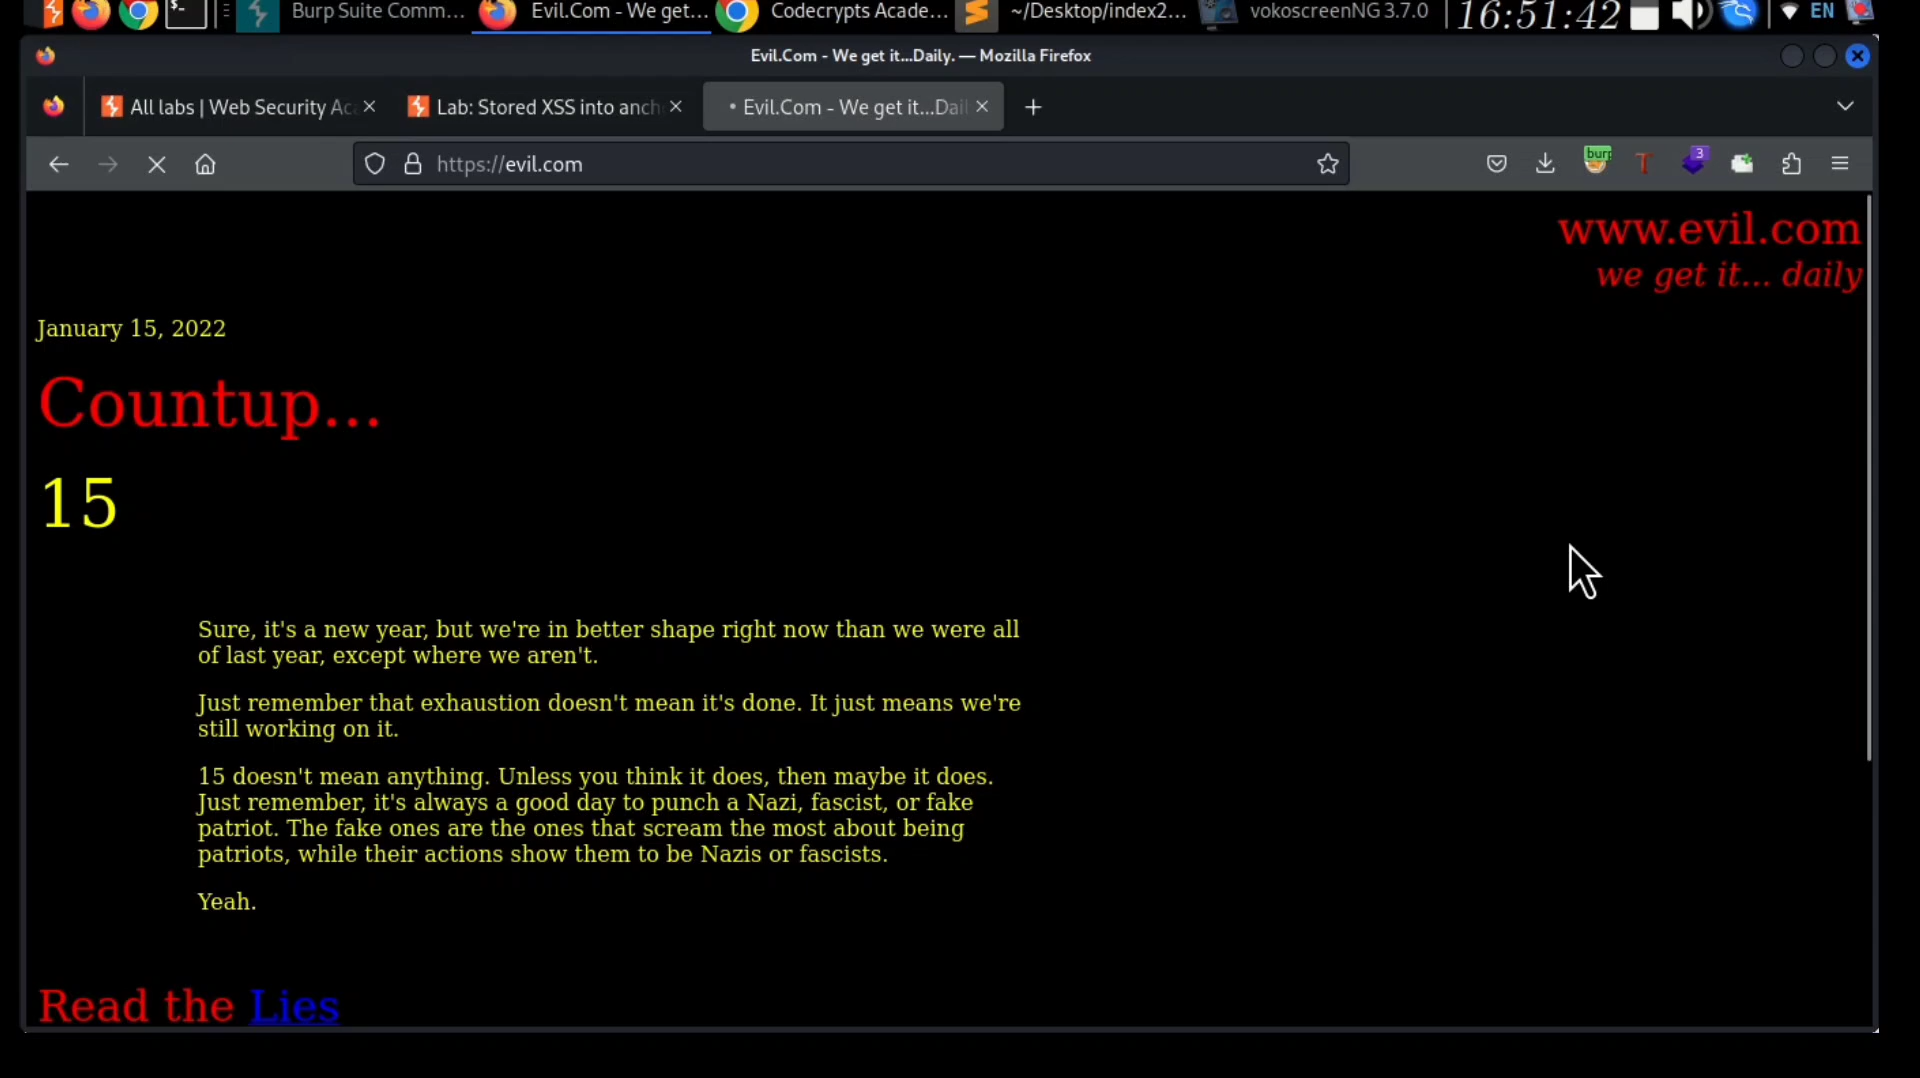 Burp Suite Comm...
Evil.Com - We get...
Codecrypts Acade...
~/Desktop/index2...
vokoscreenNG 3.7.0
16:51:42
EN
Evil.Com - We get it...Daily. — Mozilla Firefox
All labs | Web Security Aca
Lab: Stored XSS into anch
Evil.Com - We get it...Dail
https://evil.com
burp
3
www.evil.com
we get it... daily
January 15, 2022
Countup...
15
Sure, it's a new year, but we're in better shape right now than we were all
of last year, except where we aren't.
Just remember that exhaustion doesn't mean it's done. It just means we're
still working on it.
15 doesn't mean anything. Unless you think it does, then maybe it does.
Just remember, it's always a good day to punch a Nazi, fascist, or fake
patriot. The fake ones are the ones that scream the most about being
patriots, while their actions show them to be Nazis or fascists.
Yeah.
Read the Lies